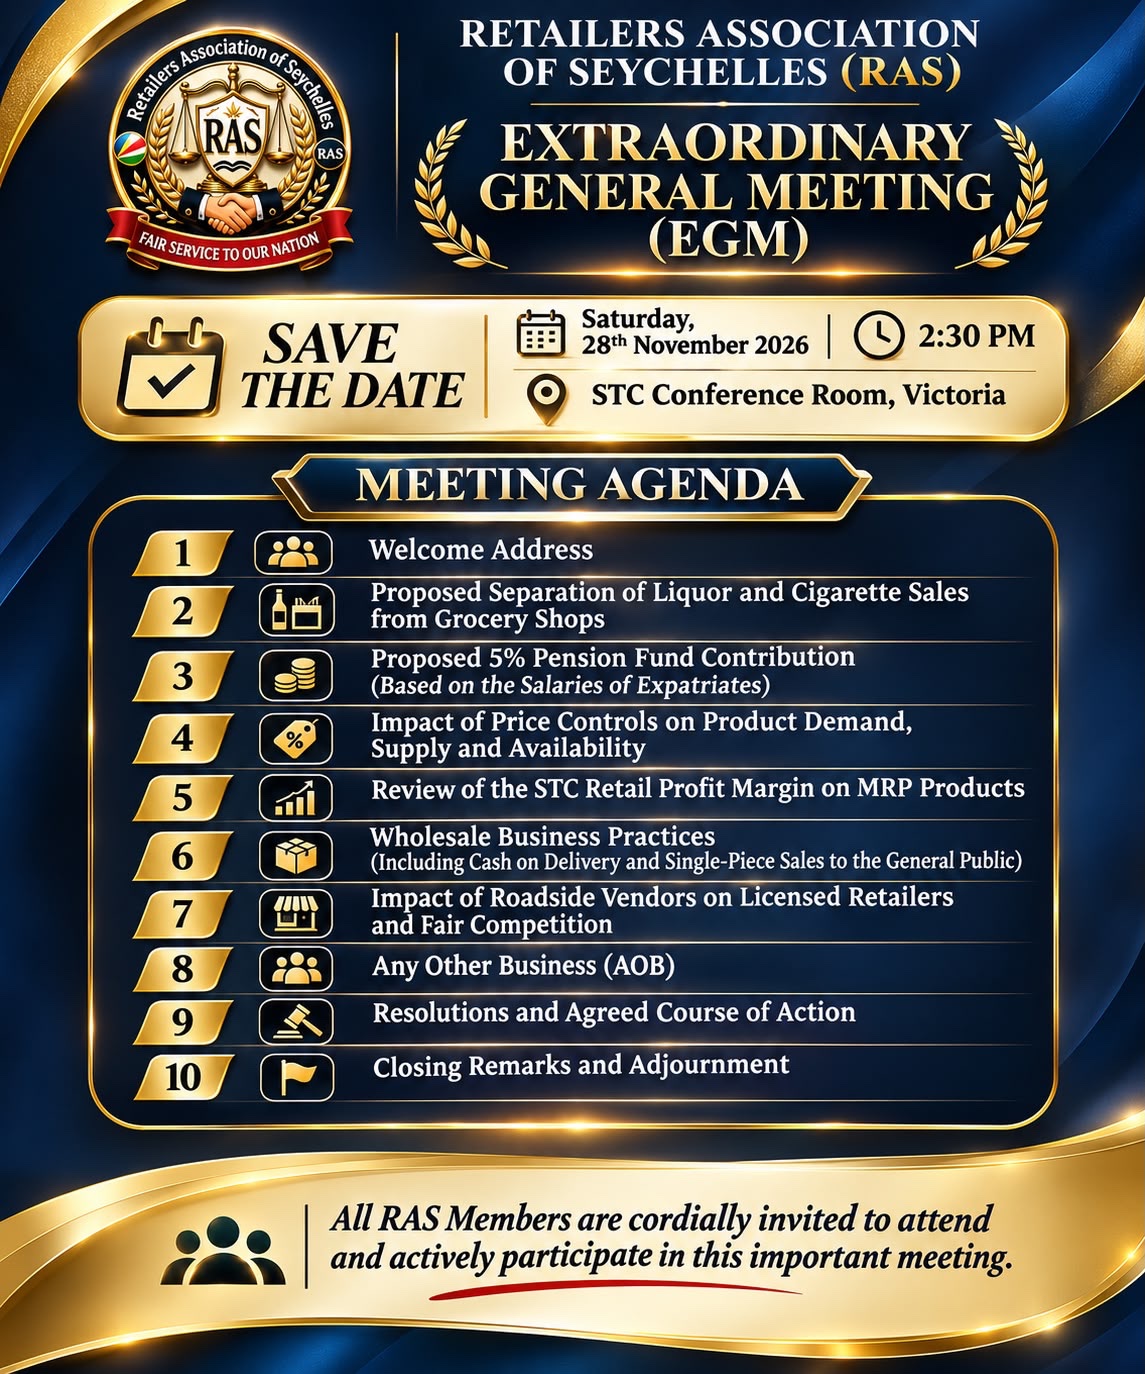 Retailers Association of Seychelles
RAS
RAS
FAIR SERVICE TO OUR NATION
RETAILERS ASSOCIATION
OF SEYCHELLES (RAS)
EXTRAORDINARY
GENERAL MEETING
(EGM)
SAVE
THE DATE
Saturday,
28th November 2026
2:30 PM
STC Conference Room, Victoria
MEETING AGENDA
1 Welcome Address
2 Proposed Separation of Liquor and Cigarette Sales
from Grocery Shops
3 Proposed 5% Pension Fund Contribution
(Based on the Salaries of Expatriates)
4 Impact of Price Controls on Product Demand,
Supply and Availability
%
5 Review of the STC Retail Profit Margin on MRP Products
6 Wholesale Business Practices
(Including Cash on Delivery and Single-Piece Sales to the General Public)
7 Impact of Roadside Vendors on Licensed Retailers
and Fair Competition
8 Any Other Business (AOB)
9 Resolutions and Agreed Course of Action
10 Closing Remarks and Adjournment
All RAS Members are cordially invited to attend
and actively participate in this important meeting.